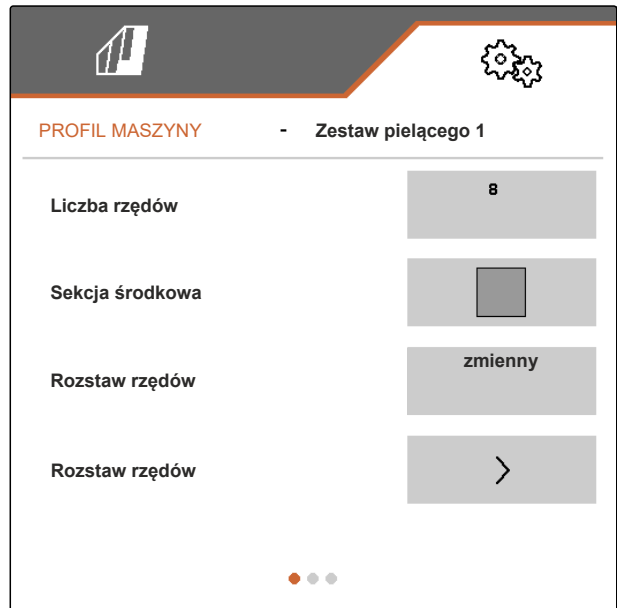 PROFIL MASZYNY - Zestaw pielącego 1
Liczba rzędów 8
Sekcja środkowa
Rozstaw rzędów zmienny
Rozstaw rzędów